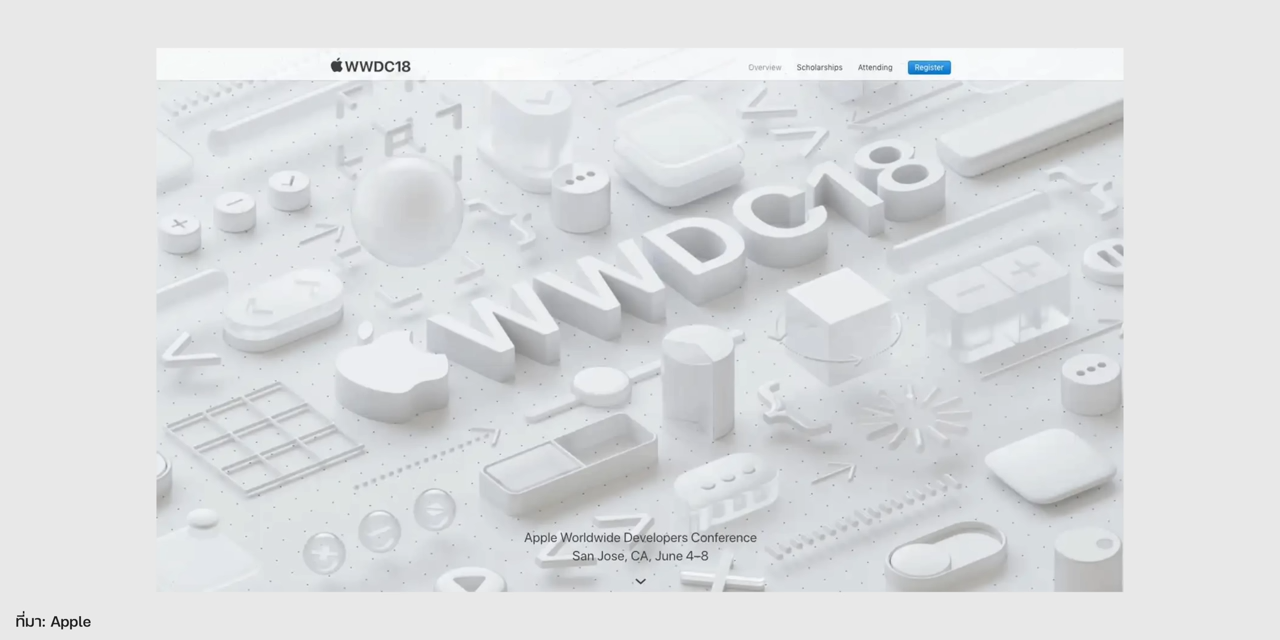 WWDC18
Overview Scholarships Attending Register
WWDC18
Apple Worldwide Developers Conference
San Jose, CA, June 4–8
ที่มา: Apple